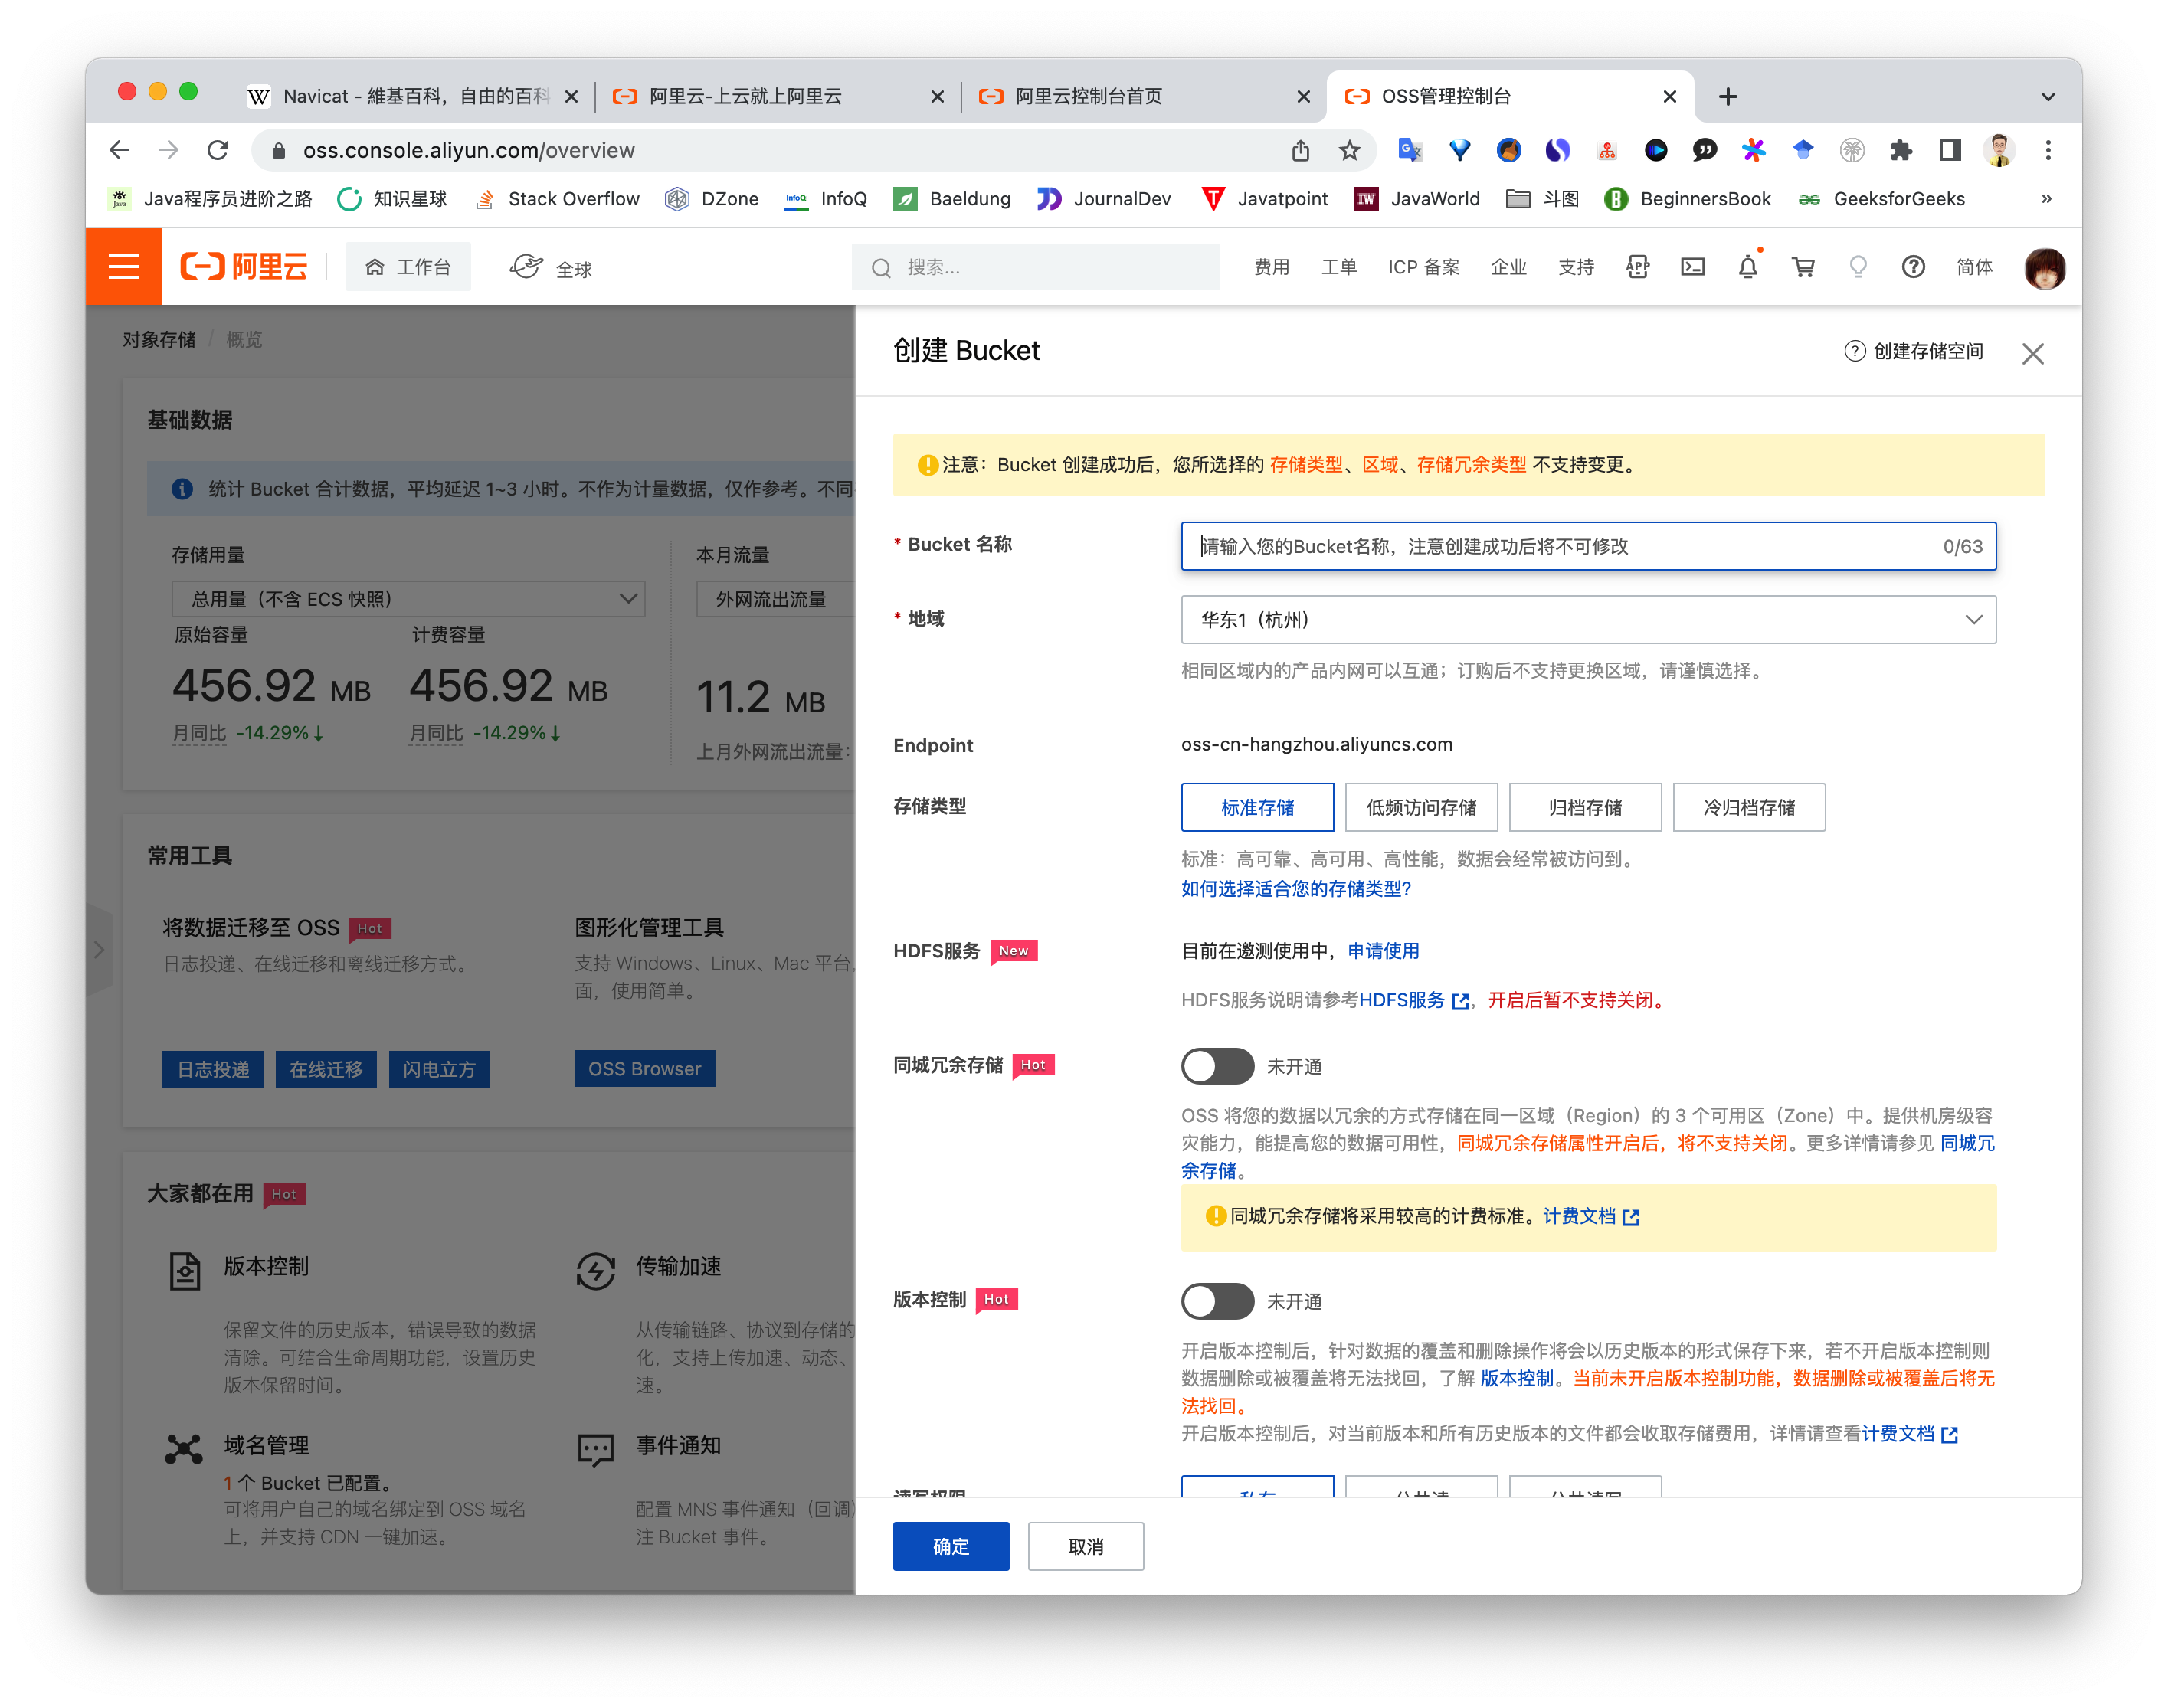 Navicat - 維基百科，自由的百科
阿里云-上云就上阿里云
阿里云控制台首页
OSS管理控制台
oss.console.aliyun.com/overview
Java程序员进阶之路
知识星球
Stack Overflow
DZone
InfoQ
Baeldung
JournalDev
Javatpoint
JavaWorld
斗图
BeginnersBook
GeeksforGeeks
»
阿里云
工作台
全球
搜索...
费用
工单
ICP 备案
企业
支持
简体
对象存储 / 概览
基础数据
统计 Bucket 合计数据，平均延迟 1~3 小时。不作为计量数据，仅作参考。不同
存储用量
总用量（不含 ECS 快照）
原始容量
计费容量
456.92 MB
456.92 MB
月同比 -14.29%↓
月同比 -14.29%↓
本月流量
外网流出流量
11.2 MB
上月外网流出流量：
常用工具
将数据迁移至 OSS Hot
日志投递、在线迁移和离线迁移方式。
日志投递
在线迁移
闪电立方
图形化管理工具
支持 Windows、Linux、Mac 平台，
面，使用简单。
OSS Browser
大家都在用 Hot
版本控制
保留文件的历史版本，错误导致的数据
清除。可结合生命周期功能，设置历史
版本保留时间。
传输加速
从传输链路、协议到存储的
化，支持上传加速、动态、
速。
域名管理
1 个 Bucket 已配置。
可将用户自己的域名绑定到 OSS 域名
上，并支持 CDN 一键加速。
事件通知
配置 MNS 事件通知（回调）
注 Bucket 事件。
创建 Bucket
创建存储空间
注意：Bucket 创建成功后，您所选择的 存储类型、区域、存储冗余类型 不支持变更。
* Bucket 名称
请输入您的Bucket名称，注意创建成功后将不可修改
0/63
* 地域
华东1（杭州）
相同区域内的产品内网可以互通；订购后不支持更换区域，请谨慎选择。
Endpoint
oss-cn-hangzhou.aliyuncs.com
存储类型
标准存储
低频访问存储
归档存储
冷归档存储
标准：高可靠、高可用、高性能，数据会经常被访问到。
如何选择适合您的存储类型?
HDFS服务 New
目前在邀测使用中，申请使用
HDFS服务说明请参考HDFS服务，开启后暂不支持关闭。
同城冗余存储 Hot
未开通
OSS 将您的数据以冗余的方式存储在同一区域（Region）的 3 个可用区（Zone）中。提供机房级容
灾能力，能提高您的数据可用性，同城冗余存储属性开启后，将不支持关闭。更多详情请参见 同城冗
余存储。
同城冗余存储将采用较高的计费标准。计费文档
版本控制 Hot
未开通
开启版本控制后，针对数据的覆盖和删除操作将会以历史版本的形式保存下来，若不开启版本控制则
数据删除或被覆盖将无法找回，了解 版本控制。当前未开启版本控制功能，数据删除或被覆盖后将无
法找回。
开启版本控制后，对当前版本和所有历史版本的文件都会收取存储费用，详情请查看计费文档
读写权限
私有
公共读
公共读写
确定
取消